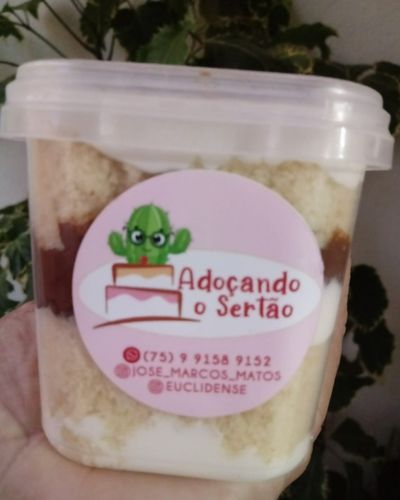 Adoçando
o Sertão
(75) 9 9158 9152
JOSE_MARCOS_MATOS
EUCLIDENSE